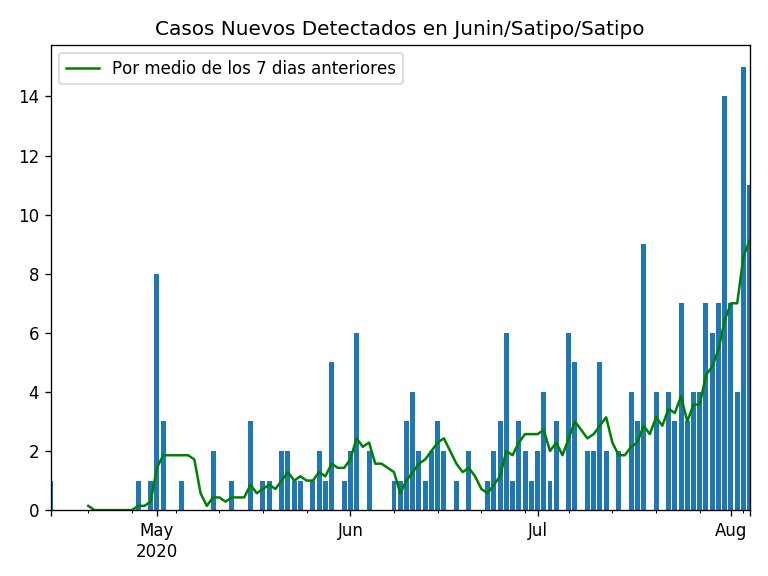 Casos Nuevos Detectados en Junin/Satipo/Satipo
Por medio de los 7 dias anteriores
14
12
10
8
6
4
2
0
May
2020
Jun
Jul
Aug